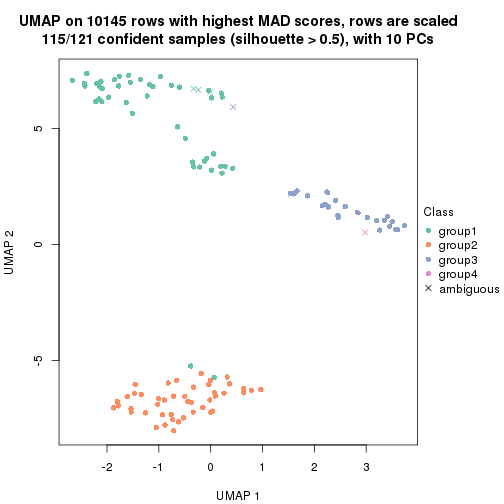 UMAP on 10145 rows with highest MAD scores, rows are scaled
115/121 confident samples (silhouette > 0.5), with 10 PCs
UMAP 2
5
0
-5
-2
-1
0
1
2
3
UMAP 1
Class
group1
group2
group3
group4
ambiguous